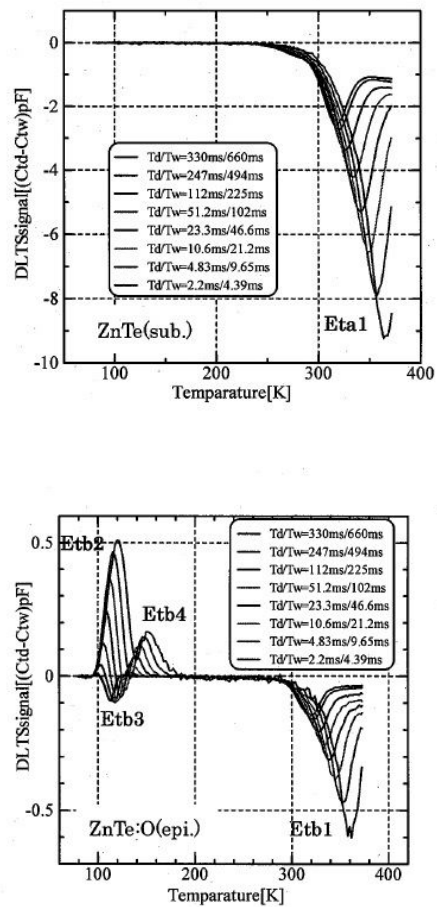 0
-2
-4
-6
-8
-10
DLTSsignal[(Ctd-Ctw)pF]
Td/Tw=330ms/660ms
Td/Tw=247ms/494ms
Td/Tw=112ms/225ms
Td/Tw=51.2ms/102ms
Td/Tw=23.3ms/46.6ms
Td/Tw=10.6ms/21.2ms
Td/Tw=4.83ms/9.65ms
Td/Tw=2.2ms/4.39ms
ZnTe(sub.)
Eta1
100 200 300 400
Temparature[K]
0.5
0
-0.5
DLTSsignal[(Ctd-Ctw)pF]
Etb2
Etb4
Etb3
Td/Tw=330ms/660ms
Td/Tw=247ms/494ms
Td/Tw=112ms/225ms
Td/Tw=51.2ms/102ms
Td/Tw=23.3ms/46.6ms
Td/Tw=10.6ms/21.2ms
Td/Tw=4.83ms/9.65ms
Td/Tw=2.2ms/4.39ms
ZnTe:O(epi.)
Etb1
100 200 300 400
Temparature[K]